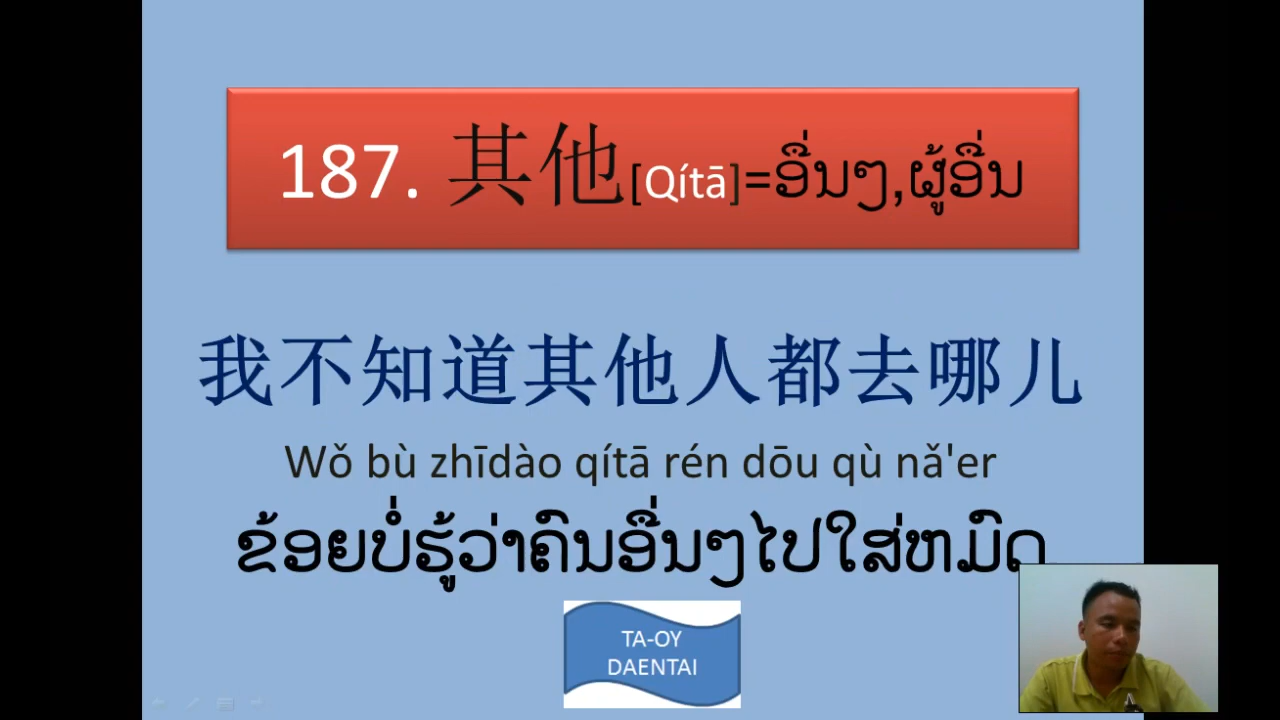 187. 其他[Qítā]=ອື່ນໆ,ຜູ້ອື່ນ
我不知道其他人都去哪儿
Wǒ bù zhīdào qítā rén dōu qù nǎ'er
ຂ້ອຍບໍ່ຮູ້ວ່າຄົນອື່ນໆໄປໃສ່ຫມົດ
TA-OY
DAENTAI